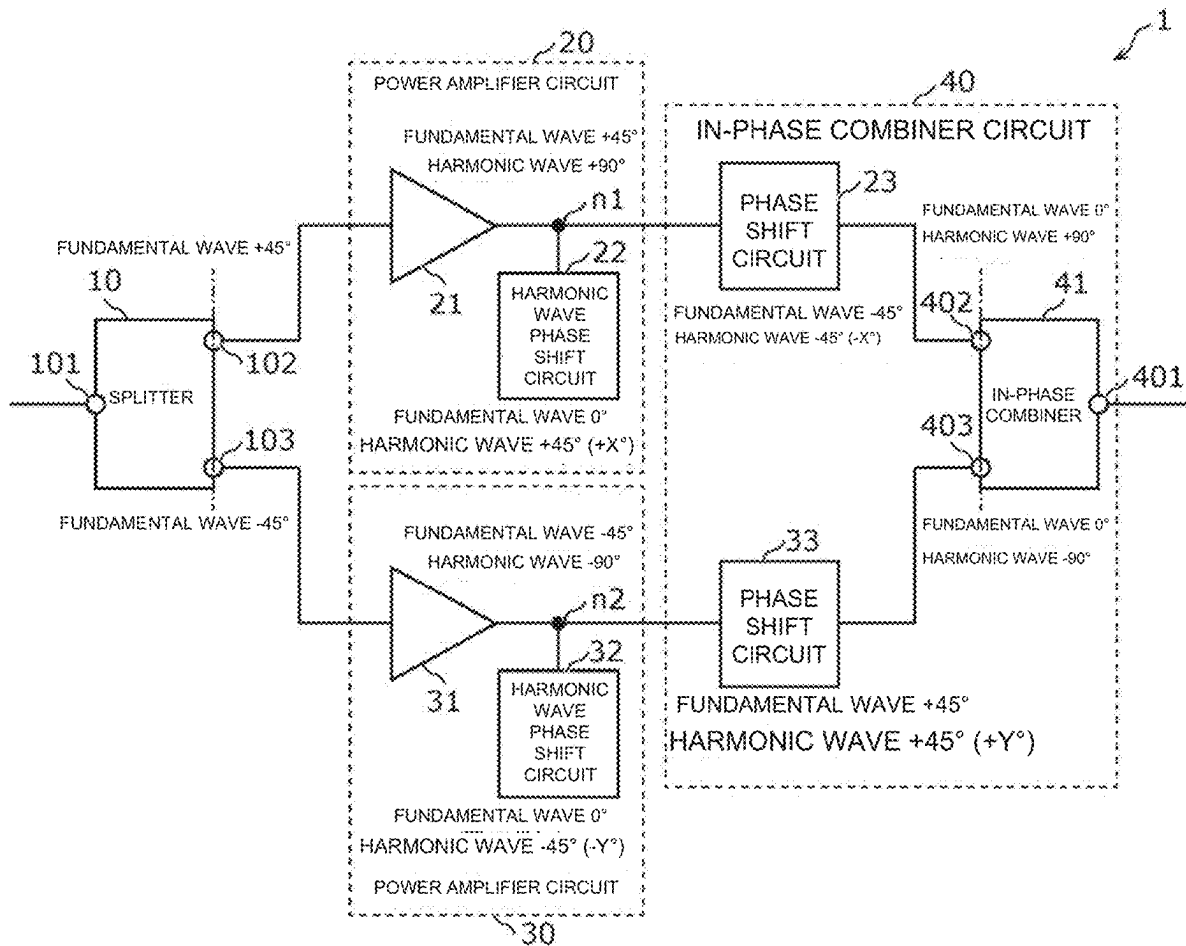 1
20
POWER AMPLIFIER CIRCUIT
40
IN-PHASE COMBINER CIRCUIT
FUNDAMENTAL WAVE +45°
HARMONIC WAVE +90°
23
PHASE
SHIFT
CIRCUIT
n1
FUNDAMENTAL WAVE 0°
HARMONIC WAVE +90°
FUNDAMENTAL WAVE +45°
10
21
22
HARMONIC
WAVE
PHASE
SHIFT
CIRCUIT
FUNDAMENTAL WAVE -45°
HARMONIC WAVE -45° (-X°)
402
41
101
102
SPLITTER
401
IN-PHASE
COMBINER
FUNDAMENTAL WAVE 0°
HARMONIC WAVE +45° (+X°)
103
403
FUNDAMENTAL WAVE -45°
FUNDAMENTAL WAVE -45°
HARMONIC WAVE -90°
FUNDAMENTAL WAVE 0°
HARMONIC WAVE -90°
33
PHASE
SHIFT
CIRCUIT
n2
31
32
HARMONIC
WAVE
PHASE
SHIFT
CIRCUIT
FUNDAMENTAL WAVE +45°
HARMONIC WAVE +45° (+Y°)
FUNDAMENTAL WAVE 0°
HARMONIC WAVE -45° (-Y°)
POWER AMPLIFIER CIRCUIT
30